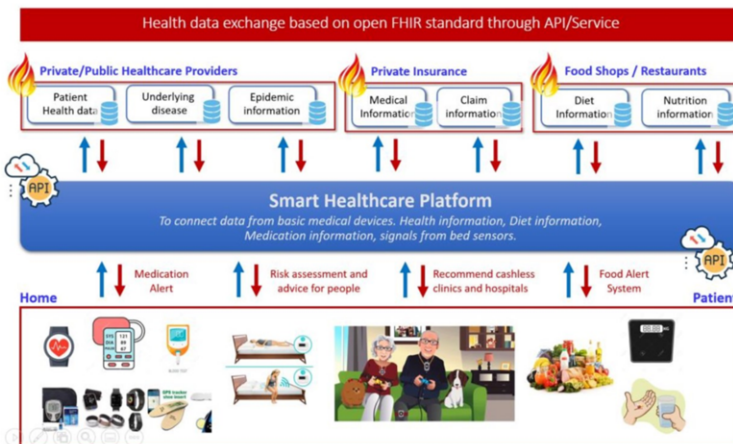 Health data exchange based on open FHIR standard through API/Service
Private/Public Healthcare Providers
Private Insurance
Food Shops / Restaurants
Patient
Health data
Underlying
disease
Epidemic
information
Medical
Information
Claim
information
Diet
Information
Nutrition
information
API
Smart Healthcare Platform
To connect data from basic medical devices. Health information, Diet information,
Medication information, signals from bed sensors.
API
Medication
Alert
Risk assessment and
advice for people
Recommend cashless
clinics and hospitals
Food Alert
System
Home
Patient